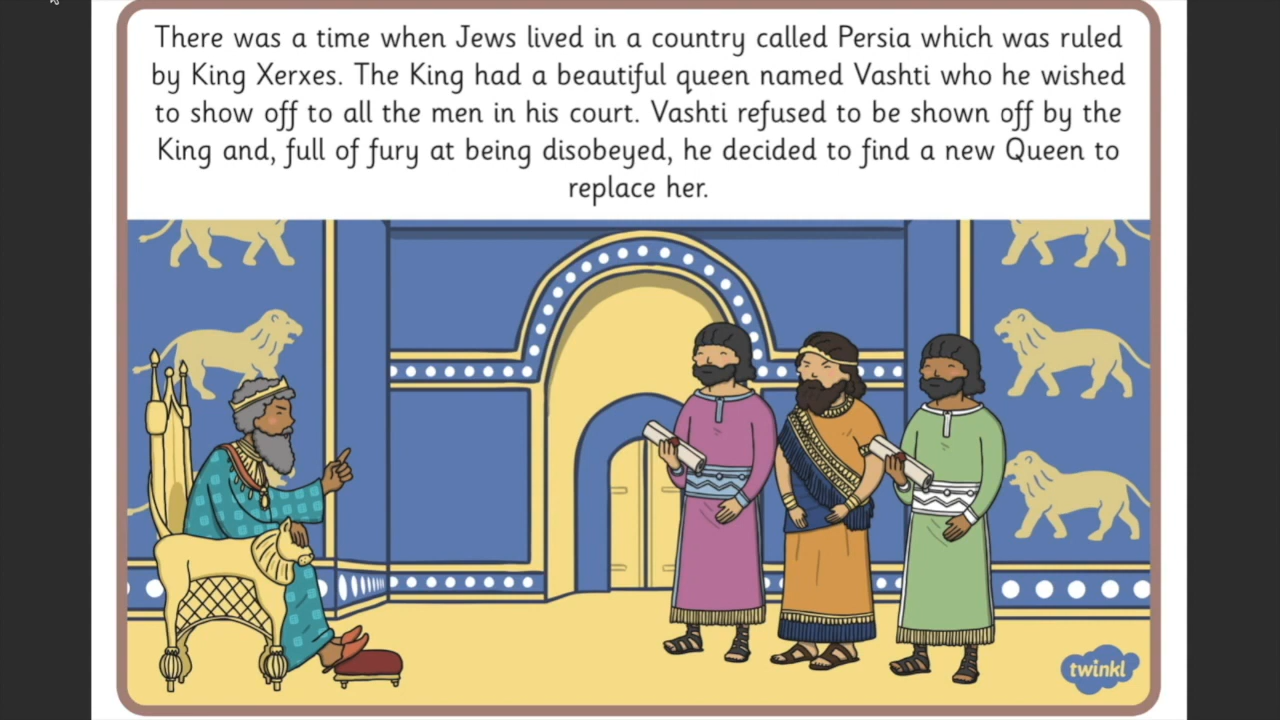 There was a time when Jews lived in a country called Persia which was ruled
by King Xerxes. The King had a beautiful queen named Vashti who he wished
to show off to all the men in his court. Vashti refused to be shown off by the
King and, full of fury at being disobeyed, he decided to find a new Queen to
replace her.
twinkl